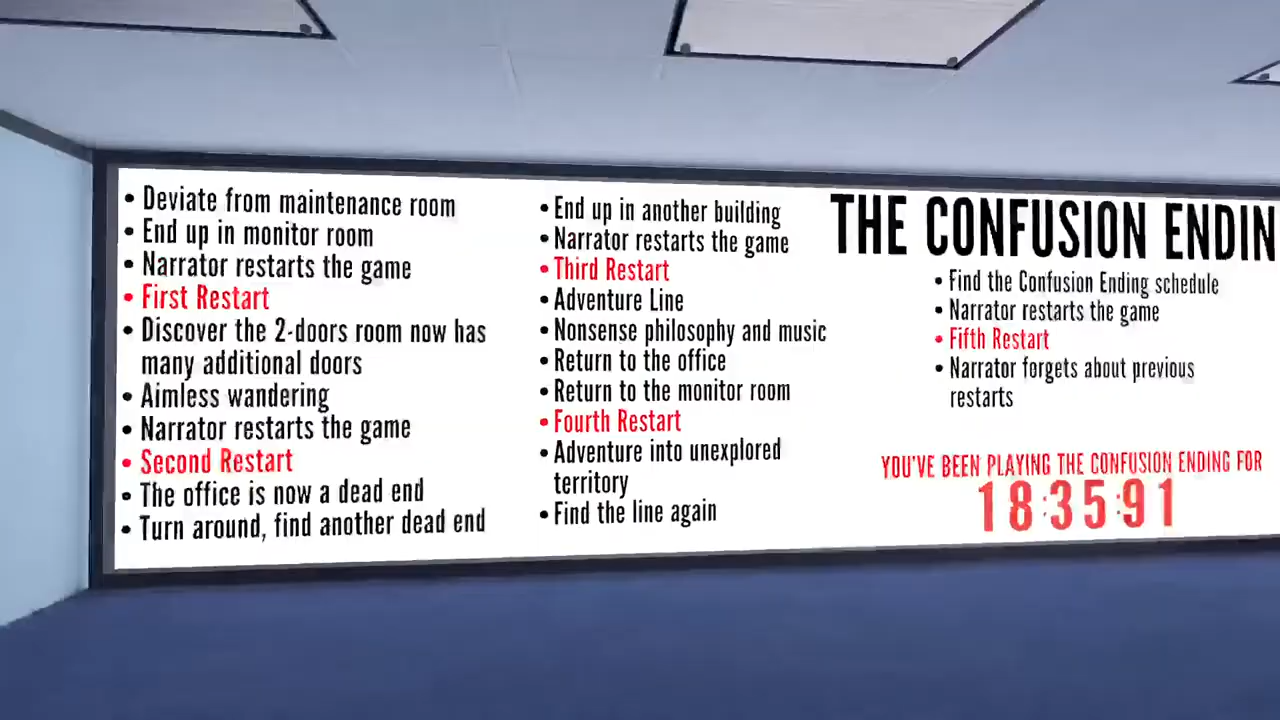 • Deviate from maintenance room
• End up in monitor room
• Narrator restarts the game
• First Restart
• Discover the 2-doors room now has
many additional doors
• Aimless wandering
• Narrator restarts the game
• Second Restart
• The office is now a dead end
• Turn around, find another dead end
• End up in another building
• Narrator restarts the game
• Third Restart
• Adventure Line
• Nonsense philosophy and music
• Return to the office
• Return to the monitor room
• Fourth Restart
• Adventure into unexplored
territory
• Find the line again
THE CONFUSION ENDIN
• Find the Confusion Ending schedule
• Narrator restarts the game
• Fifth Restart
• Narrator forgets about previous
restarts
YOU'VE BEEN PLAYING THE CONFUSION ENDING FOR
18:35:91